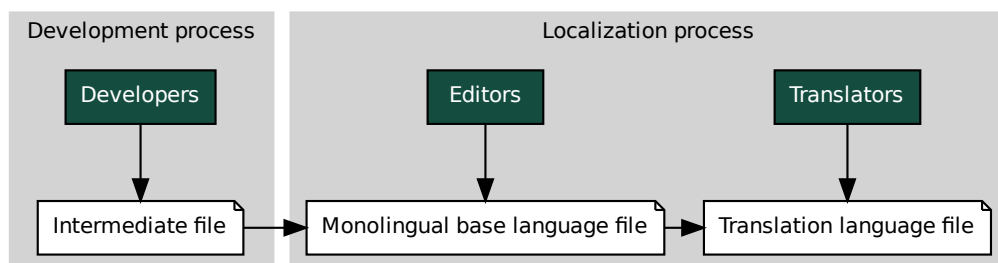 Development process
Localization process
Developers
Editors
Translators
Intermediate file
Monolingual base language file
Translation language file